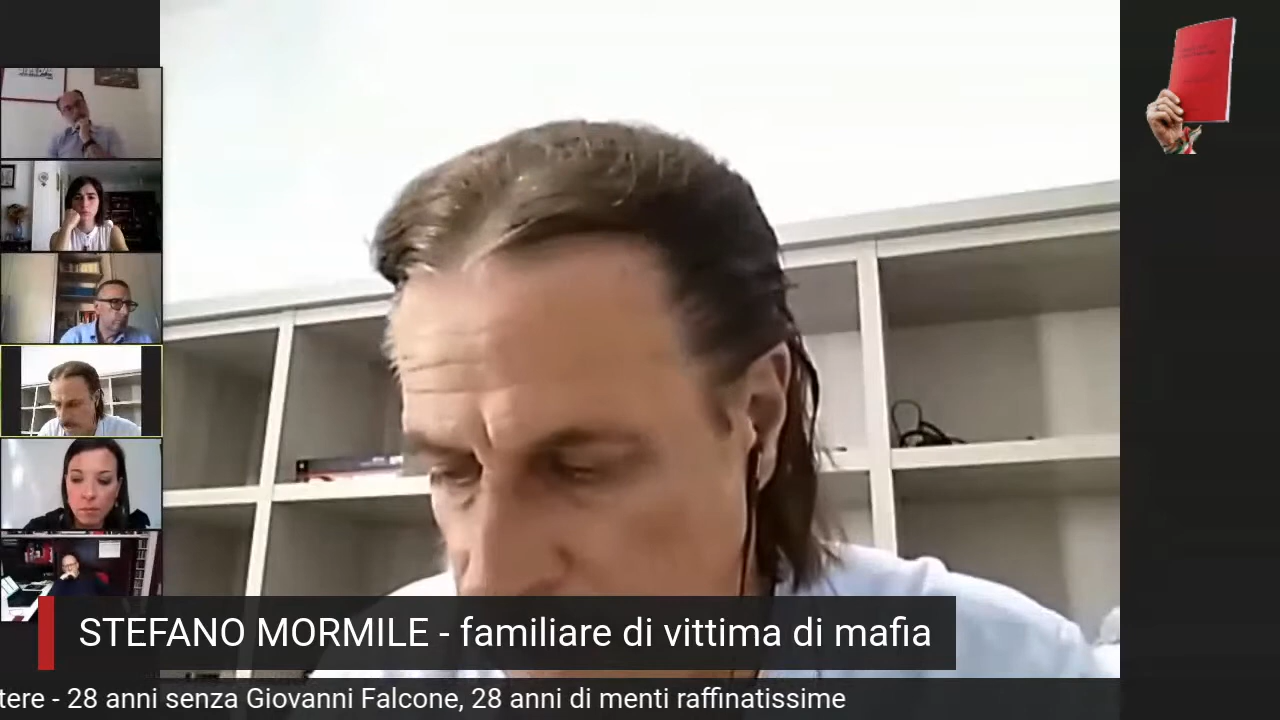 STEFANO MORMILE - familiare di vittima di mafia
tere - 28 anni senza Giovanni Falcone, 28 anni di menti raffinatissime